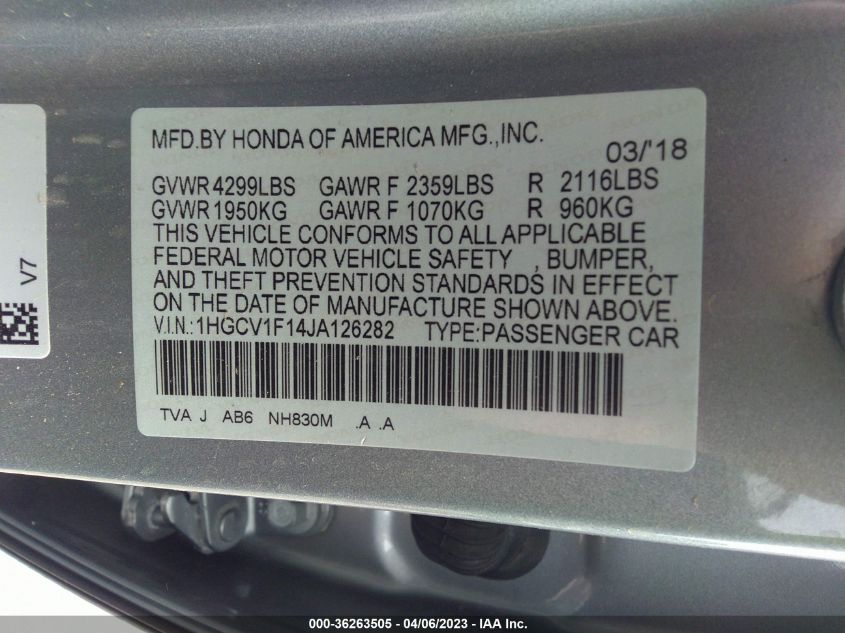 MFD.BY HONDA OF AMERICA MFG.,INC.
03/'18
GVWR 4299LBS GAWR F 2359LBS R 2116LBS
GVWR 1950KG GAWR F 1070KG R 960KG
THIS VEHICLE CONFORMS TO ALL APPLICABLE
FEDERAL MOTOR VEHICLE SAFETY , BUMPER,
AND THEFT PREVENTION STANDARDS IN EFFECT
ON THE DATE OF MANUFACTURE SHOWN ABOVE.
V.I.N.:1HGCV1F14JA126282 TYPE:PASSENGER CAR
TVA J AB6 NH830M .A .A
V7
000-36263505 - 04/06/2023 - IAA Inc.